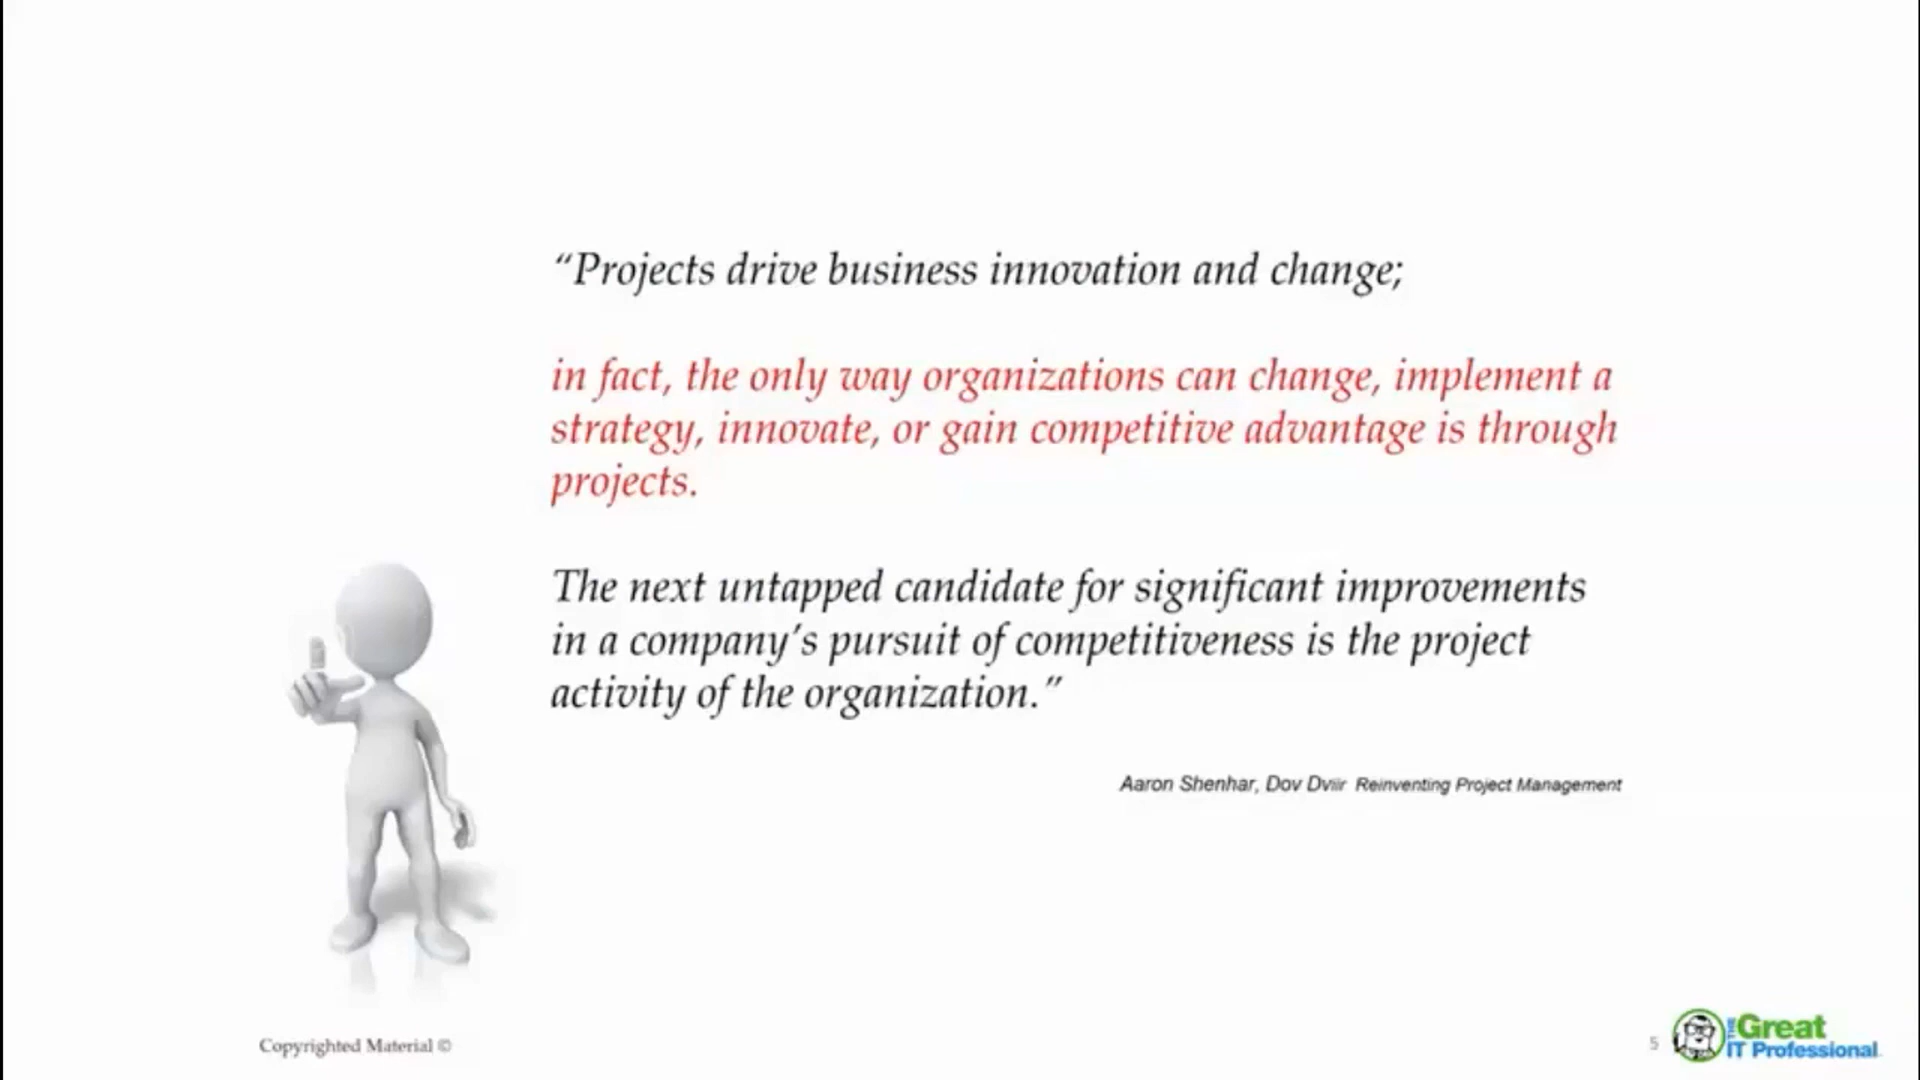 “Projects drive business innovation and change;
in fact, the only way organizations can change, implement a
strategy, innovate, or gain competitive advantage is through
projects.
The next untapped candidate for significant improvements
in a company’s pursuit of competitiveness is the project
activity of the organization.”
Aaron Shenhar, Dov Dviir Reinventing Project Management
Copyrighted Material ©
5
THE Great
IT Professional